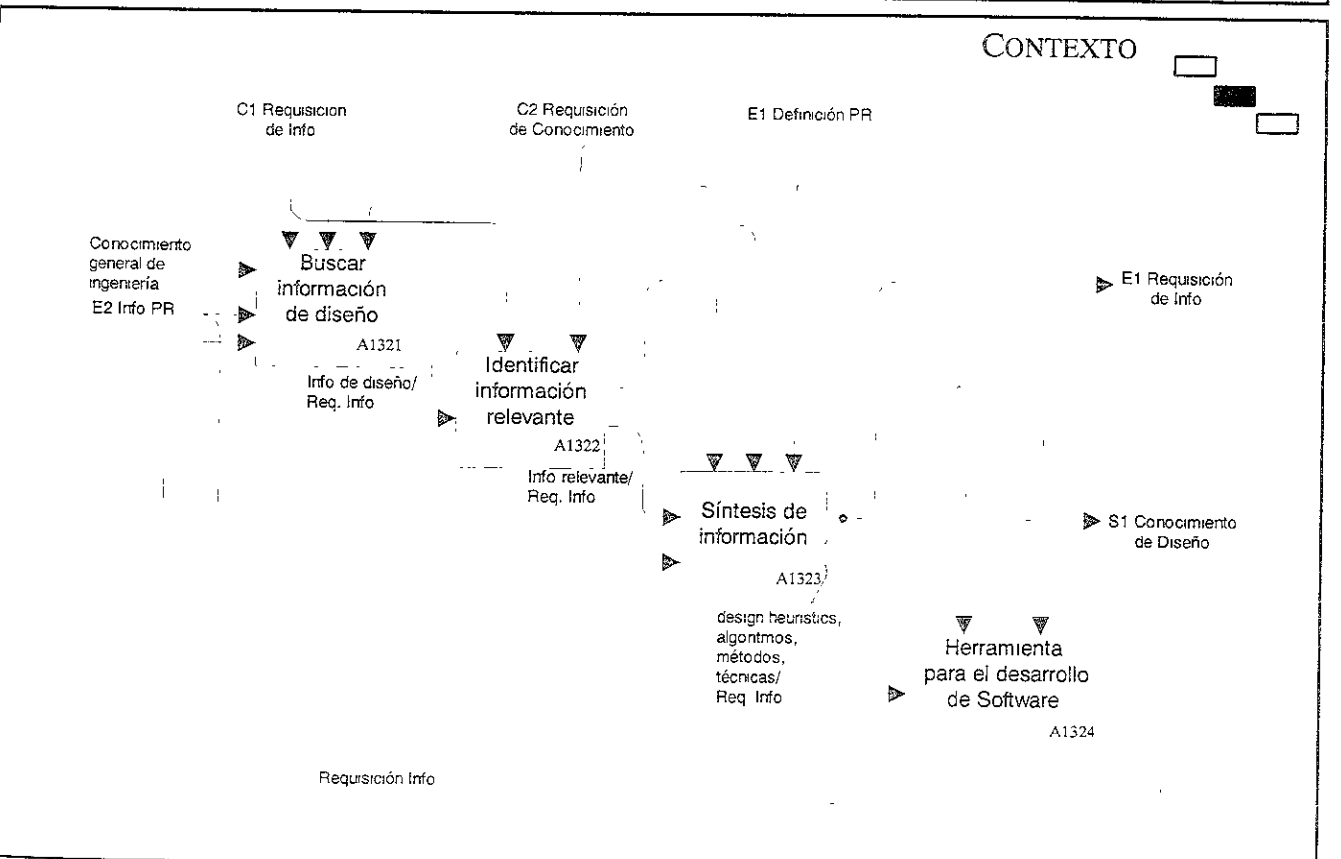 CONTEXTO
C1 Requisicion
de Info
C2 Requisición
de Conocimiento
E1 Definición PR
Conocimiento
general de
ingeniería
E2 Info PR
Buscar
información
de diseño
A1321
Info de diseño/
Req. Info
Identificar
información
relevante
A1322
Info relevante/
Req. Info
E1 Requisición
de Info
Síntesis de
información
A1323
S1 Conocimiento
de Diseño
design heuristics,
algoritmos,
métodos,
técnicas/
Req Info
Herramienta
para el desarrollo
de Software
A1324
Requisición Info